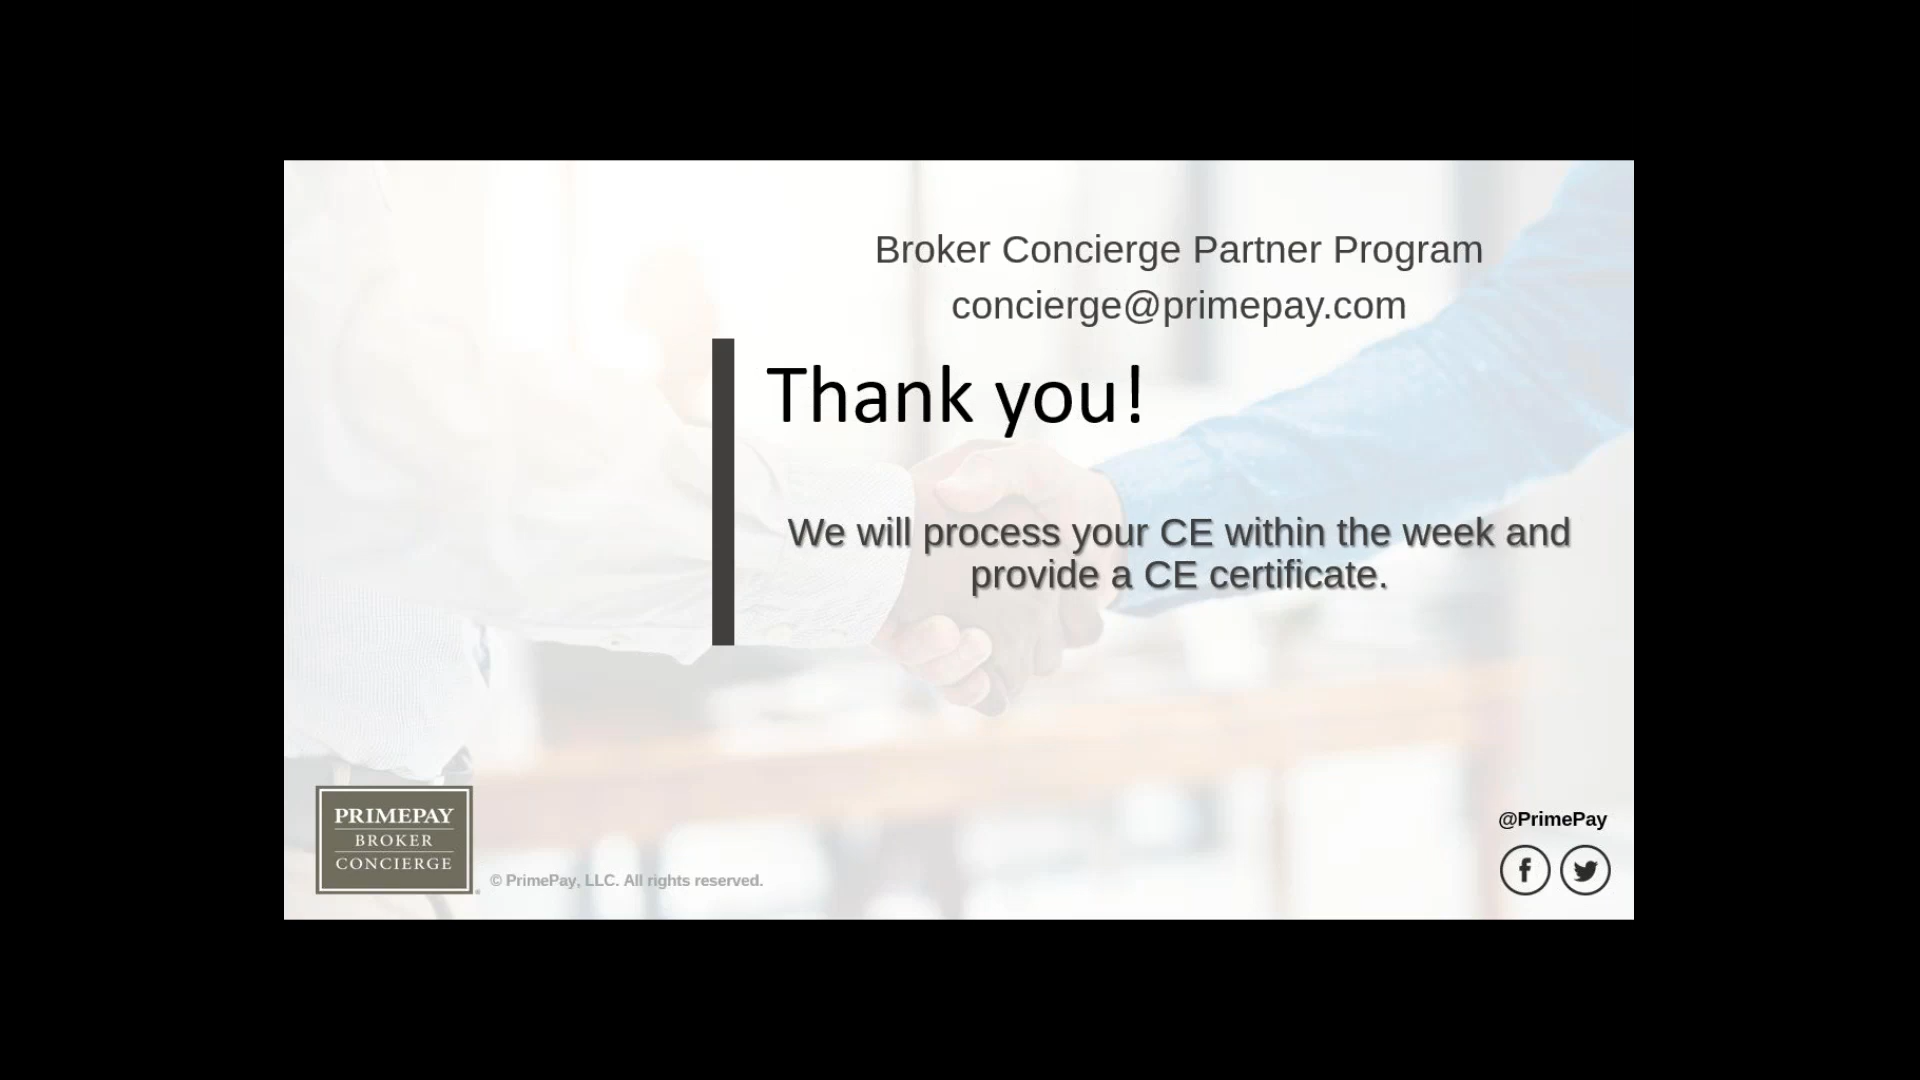 Broker Concierge Partner Program
concierge@primepay.com
Thank you!
We will process your CE within the week and
provide a CE certificate.
PRIMEPAY
BROKER
CONCIERGE
© PrimePay, LLC. All rights reserved.
@PrimePay